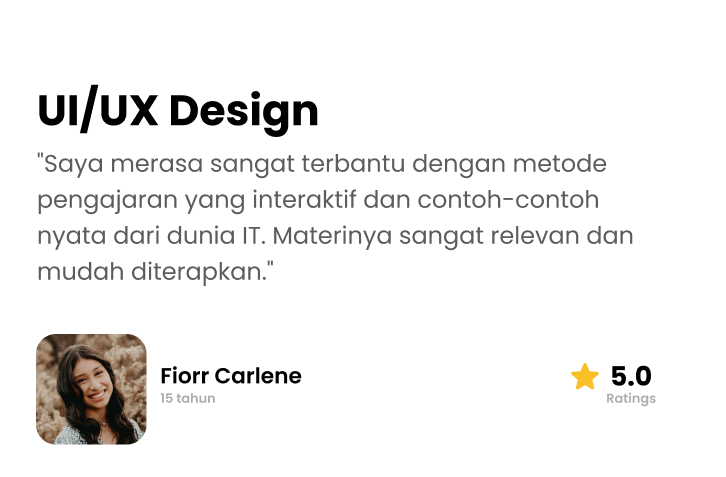 UI/UX Design
"Saya merasa sangat terbantu dengan metode
pengajaran yang interaktif dan contoh-contoh
nyata dari dunia IT. Materinya sangat relevan dan
mudah diterapkan."
Fiorr Carlene
15 tahun
5.0
Ratings